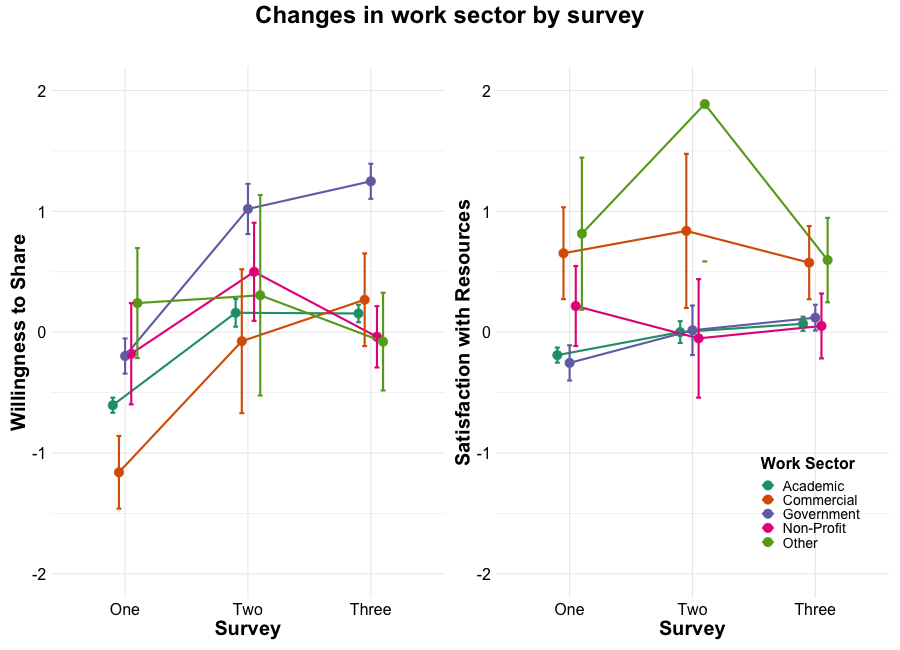 Changes in work sector by survey
Willingness to Share
2
1
0
-1
-2
One
Two
Three
Survey
Satisfaction with Resources
2
1
0
-1
-2
One
Two
Three
Survey
Work Sector
Academic
Commercial
Government
Non-Profit
Other